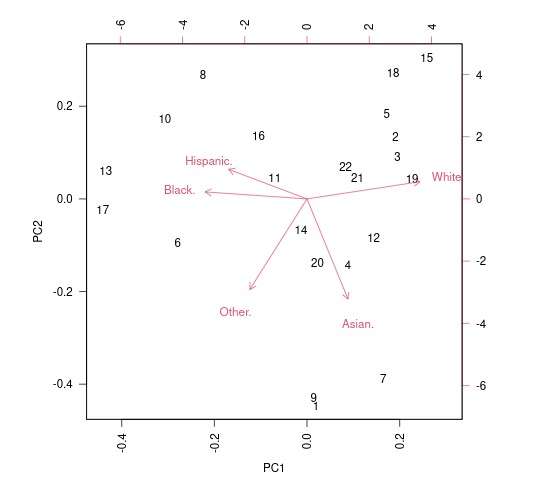 -6 -4 -2 0 2 4
15
8 18 4
0.2 10 5
16 2 2
Hispanic. 3
13 22
11 21 19 White
Black.
0.0 0
17
14
6 12
20 4 -2
-0.2
Other.
Asian. -4
7
-0.4 -6
9
1
-0.4 -0.2 0.0 0.2
PC1
PC2